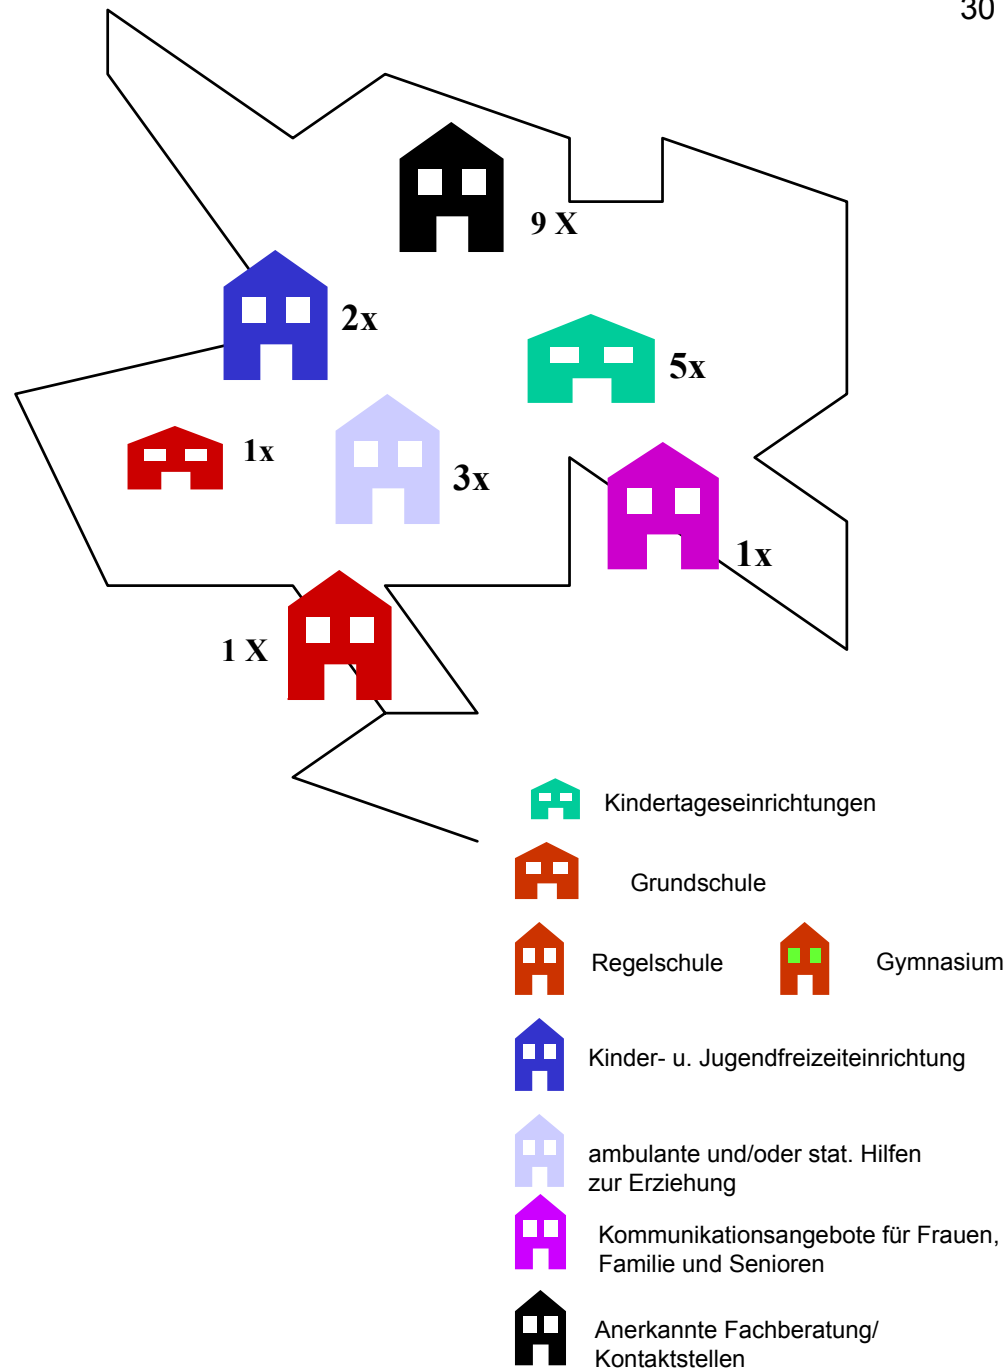 30
9 X
2x
5x
1x
3x
1x
1 X
Kindertageseinrichtungen
Grundschule
Regelschule
Gymnasium
Kinder- u. Jugendfreizeiteinrichtung
ambulante und/oder stat. Hilfen
zur Erziehung
Kommunikationsangebote für Frauen,
Familie und Senioren
Anerkannte Fachberatung/
Kontaktstellen